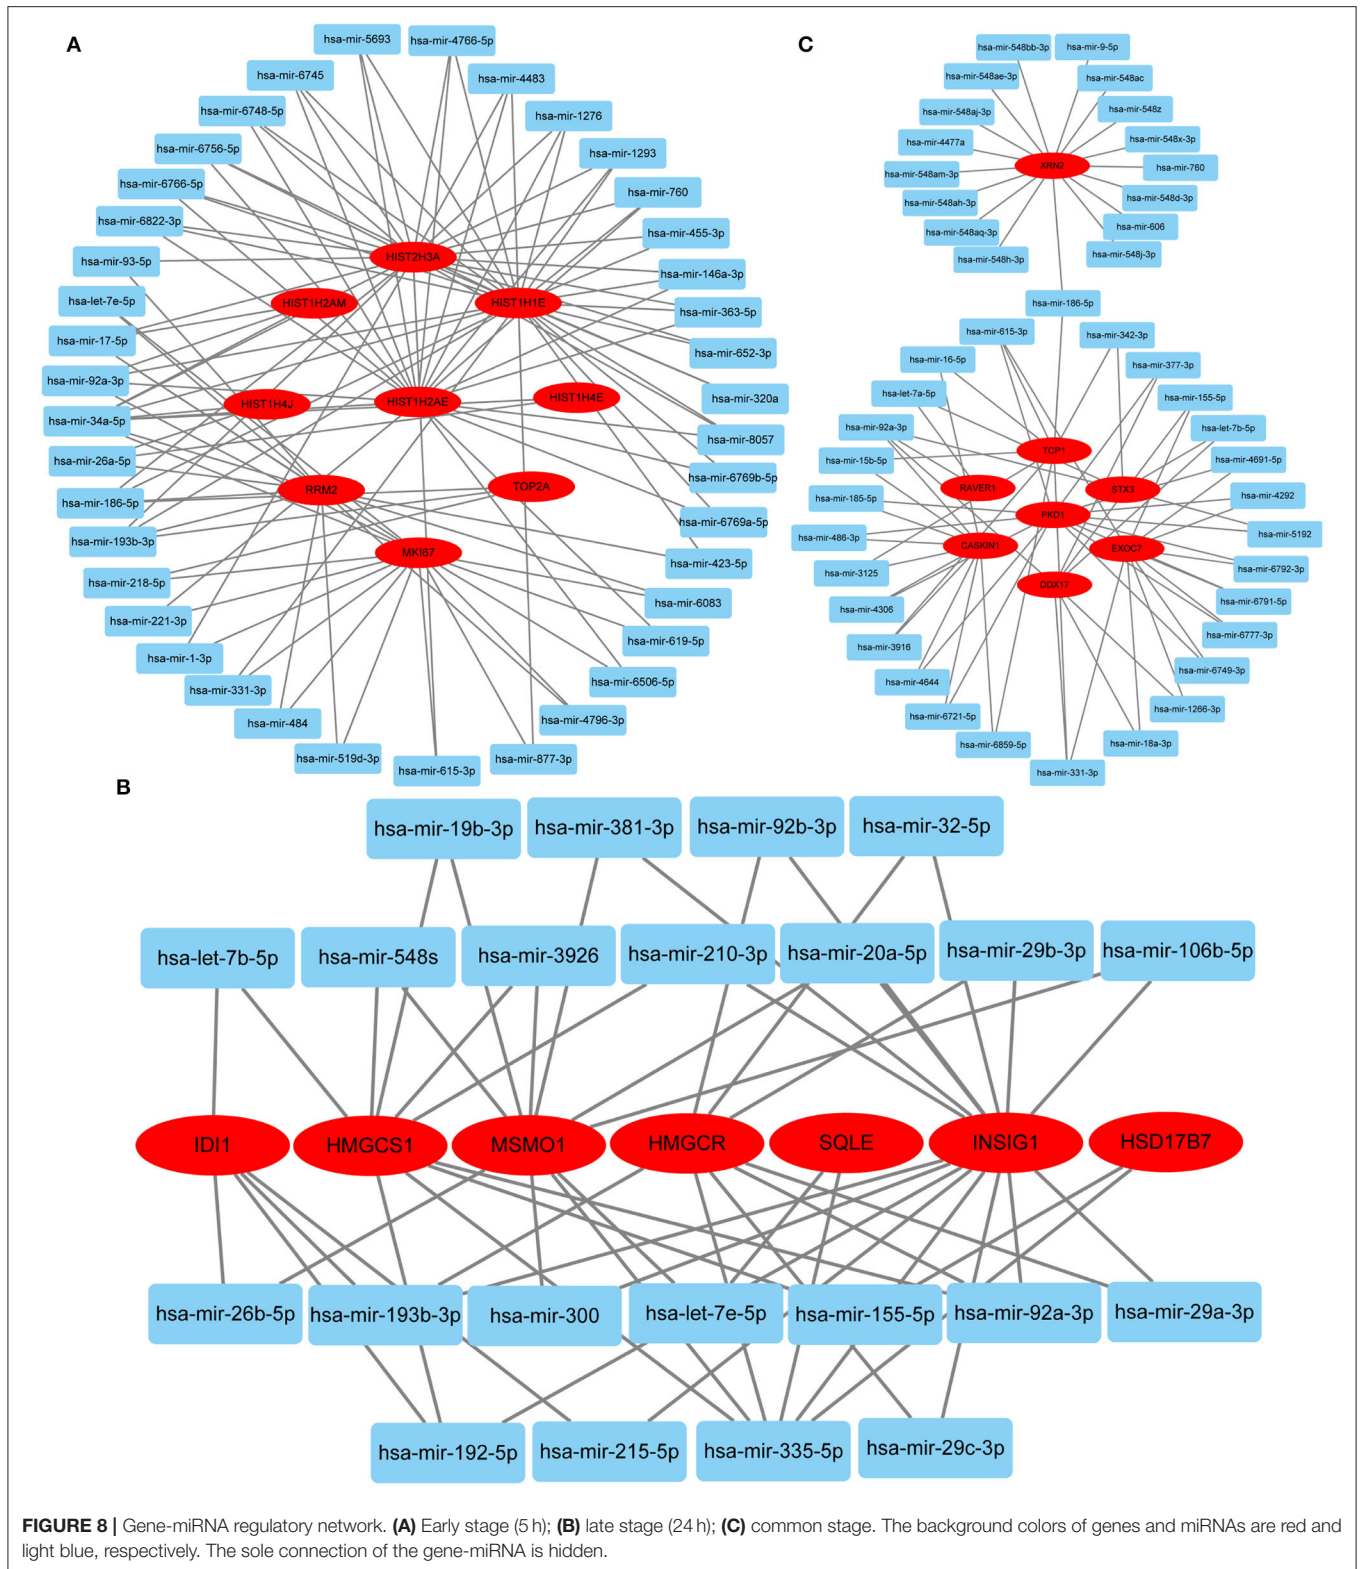 A
hsa-mir-5693
hsa-mir-4766-5p
hsa-mir-6745
hsa-mir-4483
hsa-mir-6748-5p
hsa-mir-1276
hsa-mir-6756-5p
hsa-mir-1293
hsa-mir-6766-5p
hsa-mir-760
hsa-mir-6822-3p
hsa-mir-455-3p
hsa-mir-93-5p
HIST2H3A
hsa-mir-146a-3p
hsa-let-7e-5p
HIST1H2AM
HIST1H1E
hsa-mir-363-5p
hsa-mir-17-5p
hsa-mir-652-3p
hsa-mir-92a-3p
HIST1H4J
HIST1H2AE
HIST1H4E
hsa-mir-320a
hsa-mir-34a-5p
hsa-mir-8057
hsa-mir-26a-5p
hsa-mir-6769b-5p
RRM2
TOP2A
hsa-mir-186-5p
hsa-mir-6769a-5p
hsa-mir-193b-3p
MKI67
hsa-mir-423-5p
hsa-mir-218-5p
hsa-mir-6083
hsa-mir-221-3p
hsa-mir-619-5p
hsa-mir-1-3p
hsa-mir-6506-5p
hsa-mir-331-3p
hsa-mir-484
hsa-mir-4796-3p
hsa-mir-519d-3p
hsa-mir-877-3p
hsa-mir-615-3p
C
hsa-mir-548bb-3p
hsa-mir-9-5p
hsa-mir-548ae-3p
hsa-mir-548ac
hsa-mir-548aj-3p
hsa-mir-548z
hsa-mir-4477a
hsa-mir-548x-3p
XRN2
hsa-mir-548am-3p
hsa-mir-760
hsa-mir-548ah-3p
hsa-mir-548d-3p
hsa-mir-548aq-3p
hsa-mir-606
hsa-mir-548h-3p
hsa-mir-548j-3p
hsa-mir-186-5p
hsa-mir-615-3p
hsa-mir-342-3p
hsa-mir-16-5p
hsa-mir-377-3p
hsa-let-7a-5p
hsa-mir-155-5p
hsa-mir-92a-3p
hsa-let-7b-5p
TCP1
hsa-mir-15b-5p
hsa-mir-4691-5p
RAVER1
STX3
hsa-mir-185-5p
hsa-mir-4292
PKD1
hsa-mir-486-3p
hsa-mir-5192
CASKIN1
EXOC7
hsa-mir-3125
hsa-mir-6792-3p
DDX17
hsa-mir-4306
hsa-mir-6791-5p
hsa-mir-3916
hsa-mir-6777-3p
hsa-mir-4644
hsa-mir-6749-3p
hsa-mir-6721-5p
hsa-mir-1266-3p
hsa-mir-6859-5p
hsa-mir-18a-3p
hsa-mir-331-3p
B
hsa-mir-19b-3p
hsa-mir-381-3p
hsa-mir-92b-3p
hsa-mir-32-5p
hsa-let-7b-5p
hsa-mir-548s
hsa-mir-3926
hsa-mir-210-3p
hsa-mir-20a-5p
hsa-mir-29b-3p
hsa-mir-106b-5p
IDI1
HMGCS1
MSMO1
HMGCR
SQLE
INSIG1
HSD17B7
hsa-mir-26b-5p
hsa-mir-193b-3p
hsa-mir-300
hsa-let-7e-5p
hsa-mir-155-5p
hsa-mir-92a-3p
hsa-mir-29a-3p
hsa-mir-192-5p
hsa-mir-215-5p
hsa-mir-335-5p
hsa-mir-29c-3p
FIGURE 8 | Gene-miRNA regulatory network. (A) Early stage (5 h); (B) late stage (24 h); (C) common stage. The background colors of genes and miRNAs are red and
light blue, respectively. The sole connection of the gene-miRNA is hidden.